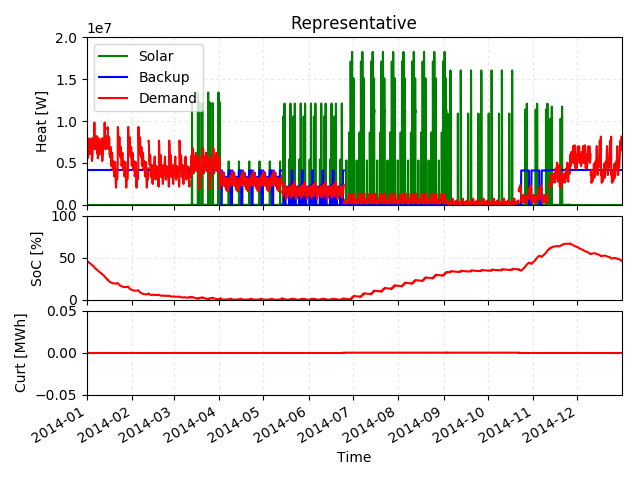 Representative
1e7
2.0
1.5
1.0
0.5
0.0
Heat [W]
Solar
Backup
Demand
100
50
0
SoC [%]
0.05
0.00
−0.05
Curt [MWh]
2014-01
2014-02
2014-03
2014-04
2014-05
2014-06
2014-07
2014-08
2014-09
2014-10
2014-11
2014-12
Time